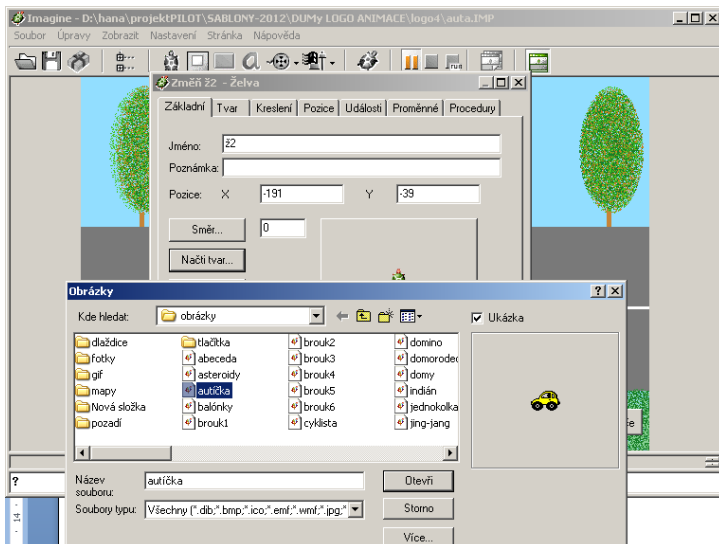 Imagine - D:\hana\projektPILOT\SABLONY-2012\DUMy LOGO ANIMACE\logo4\auta.IMP
Soubor Úpravy Zobrazit Nastavení Stránka Nápověda
Změň ž2 - Želva
Základní Tvar Kreslení Pozice Události Proměnné Procedury
Jméno: ž2
Poznámka:
Pozice: X -191 Y -39
Směr... 0
Načti tvar...
Obrázky
Kde hledat: obrázky Ukázka
dlaždice tlačítka brouk2 domino
fotky abeceda brouk3 domorodec
gif asteroidy brouk4 domy
mapy autíčka brouk5 indián
Nová složka balónky brouk6 jednokolka
pozadí brouk1 cyklista jing-jang
?
Název souboru: autíčka Otevři
Soubory typu: Všechny (*.dib;*.bmp;*.ico;*.emf;*.wmf;*.jpg;* Storno
Více...
14